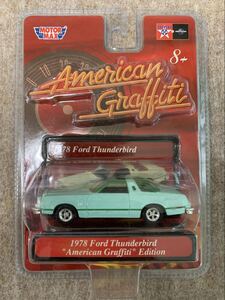 MOTOR
MAX
8+
American
Graffiti
1978 Ford Thunderbird
1978 Ford Thunderbird
"American Graffiti" Edition